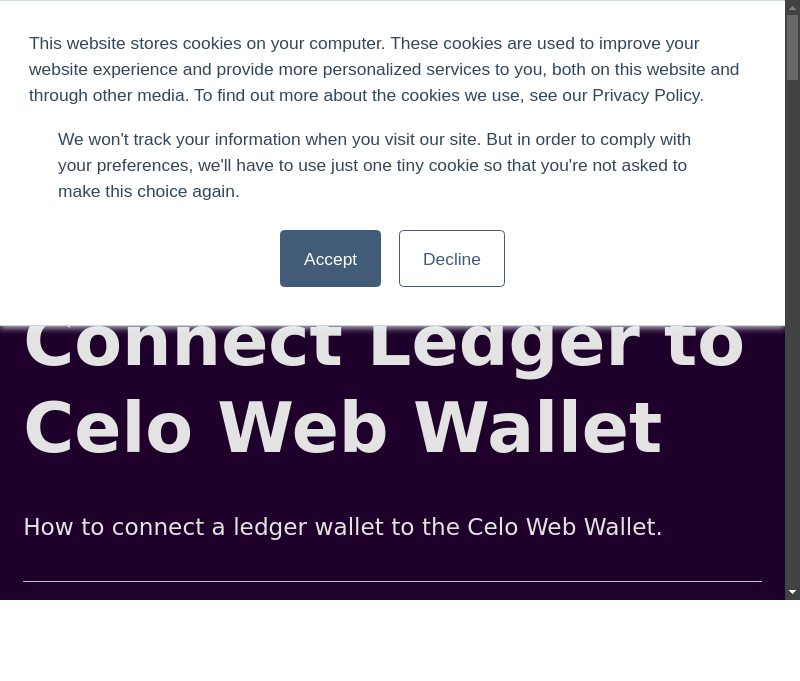 This website stores cookies on your computer. These cookies are used to improve your
website experience and provide more personalized services to you, both on this website and
through other media. To find out more about the cookies we use, see our Privacy Policy.
We won't track your information when you visit our site. But in order to comply with
your preferences, we'll have to use just one tiny cookie so that you're not asked to
make this choice again.
Accept
Decline
Connect Ledger to
Celo Web Wallet
How to connect a ledger wallet to the Celo Web Wallet.